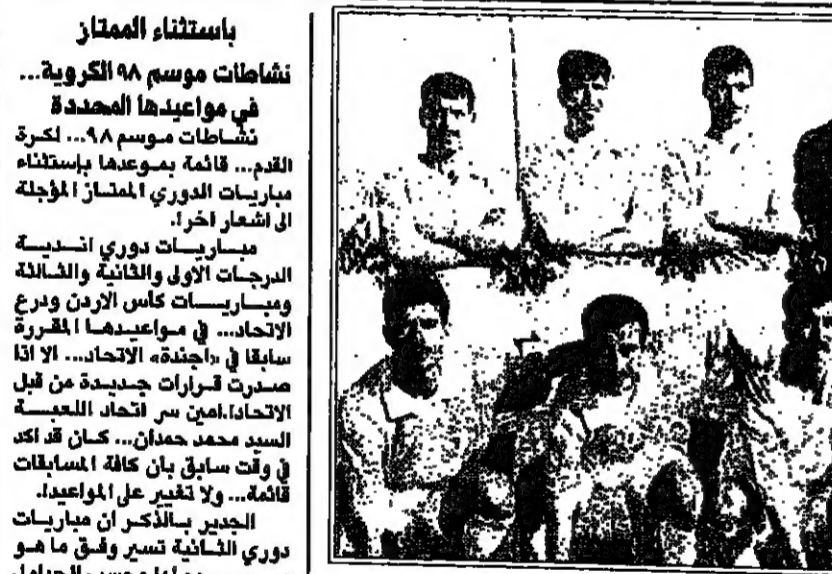 باستثناء الممتاز
نشاطات موسم ٩٨ الكروية...
في مواعيدها المحددة
نشاطات موسم ٩٨... لكرة
القدم... قائمة بموعدها بإستثناء
مباريات الدوري الممتاز المؤجلة
الى اشعار اخر!.
مباريات دوري اندية
الدرجات الاولى والثانية والثالثة
ومباريات كأس الاردن ودرع
الاتحاد... في مواعيدها المقررة
سابقا في «اجندة» الاتحاد... الا اذا
صدرت قرارات جديدة من قبل
الاتحاد!.امين سر اتحاد اللعبة
السيد محمد حمدان... كان قد اكد
في وقت سابق بان كافة المسابقات
قائمة... ولا تغيير على المواعيد!.
الجدير بالذكر ان مباريات
دوري الثانية تسير وفق ما هو